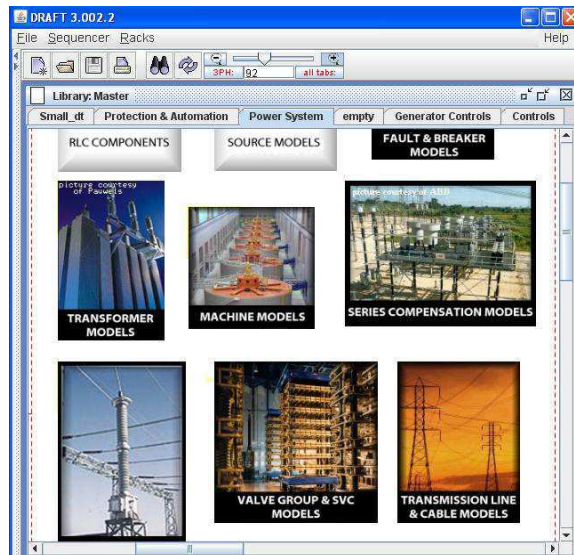 DRAFT 3.002.2
File Sequencer Racks Help
3PH: 92 all tabs:
Library: Master
Small_dt Protection & Automation Power System empty Generator Controls Controls
RLC COMPONENTS
SOURCE MODELS
FAULT & BREAKER
MODELS
picture courtesy
of Pauwels
TRANSFORMER
MODELS
MACHINE MODELS
picture courtesy of ABB
SERIES COMPENSATION MODELS
VALVE GROUP & SVC
MODELS
TRANSMISSION LINE
& CABLE MODELS